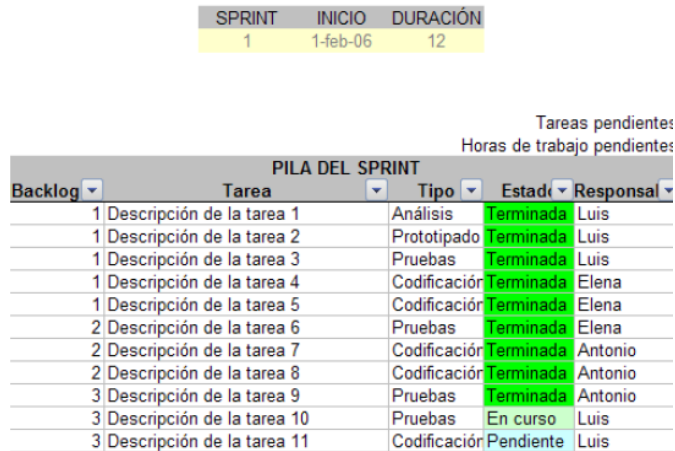 SPRINT INICIO DURACIÓN
1 1-feb-06 12
Tareas pendientes
Horas de trabajo pendientes
PILA DEL SPRINT
Backlog Tarea Tipo Estad Responsal
1 Descripción de la tarea 1 Análisis Terminada Luis
1 Descripción de la tarea 2 Prototipado Terminada Luis
1 Descripción de la tarea 3 Pruebas Terminada Luis
1 Descripción de la tarea 4 Codificación Terminada Elena
1 Descripción de la tarea 5 Codificación Terminada Elena
2 Descripción de la tarea 6 Pruebas Terminada Elena
2 Descripción de la tarea 7 Codificación Terminada Antonio
2 Descripción de la tarea 8 Codificación Terminada Antonio
3 Descripción de la tarea 9 Pruebas Terminada Antonio
3 Descripción de la tarea 10 Pruebas En curso Luis
3 Descripción de la tarea 11 Codificación Pendiente Luis